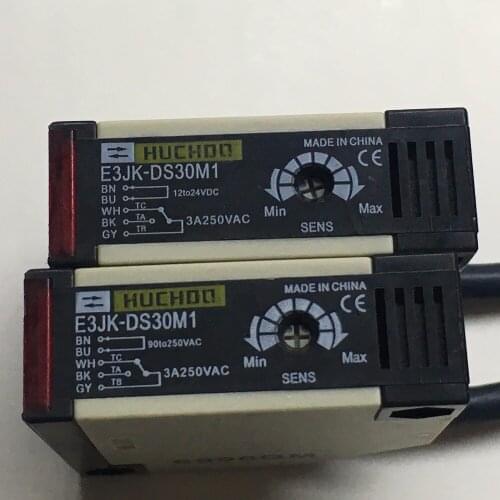 HUCHDO
E3JK-DS30M1
BN
BU
12to24VDC
WH TC
BK TA
GY TR
3A250VAC
MADE IN CHINA
CE
Min
Max
SENS
HUCHDO
E3JK-DS30M1
BN
BU
90to250VAC
WH TC
BK TA
GY TB
3A250VAC
MADE IN CHINA
CE
Min
Max
SENS